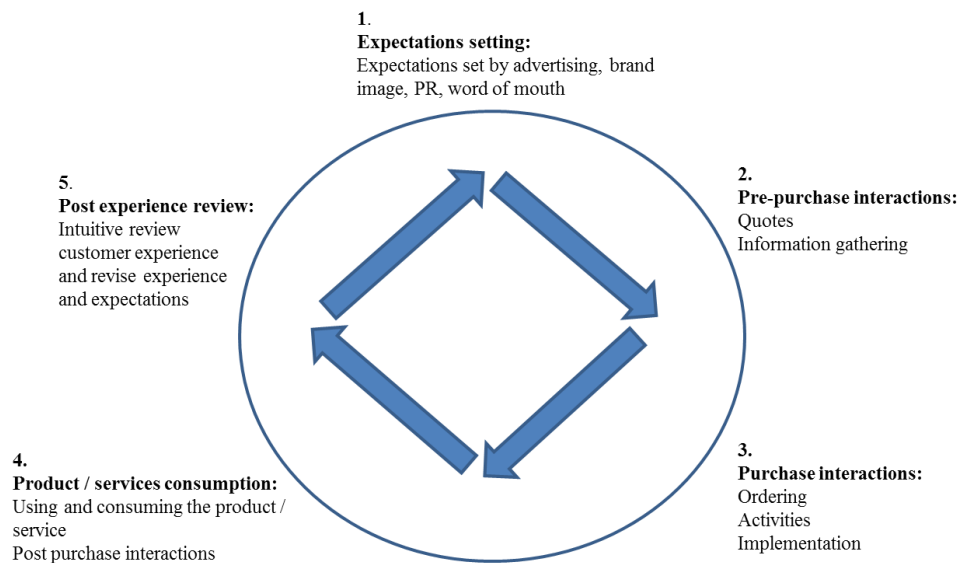 1.
Expectations setting:
Expectations set by advertising, brand
image, PR, word of mouth
2.
Pre-purchase interactions:
Quotes
Information gathering
3.
Purchase interactions:
Ordering
Activities
Implementation
4.
Product / services consumption:
Using and consuming the product /
service
Post purchase interactions
5.
Post experience review:
Intuitive review
customer experience
and revise experience
and expectations